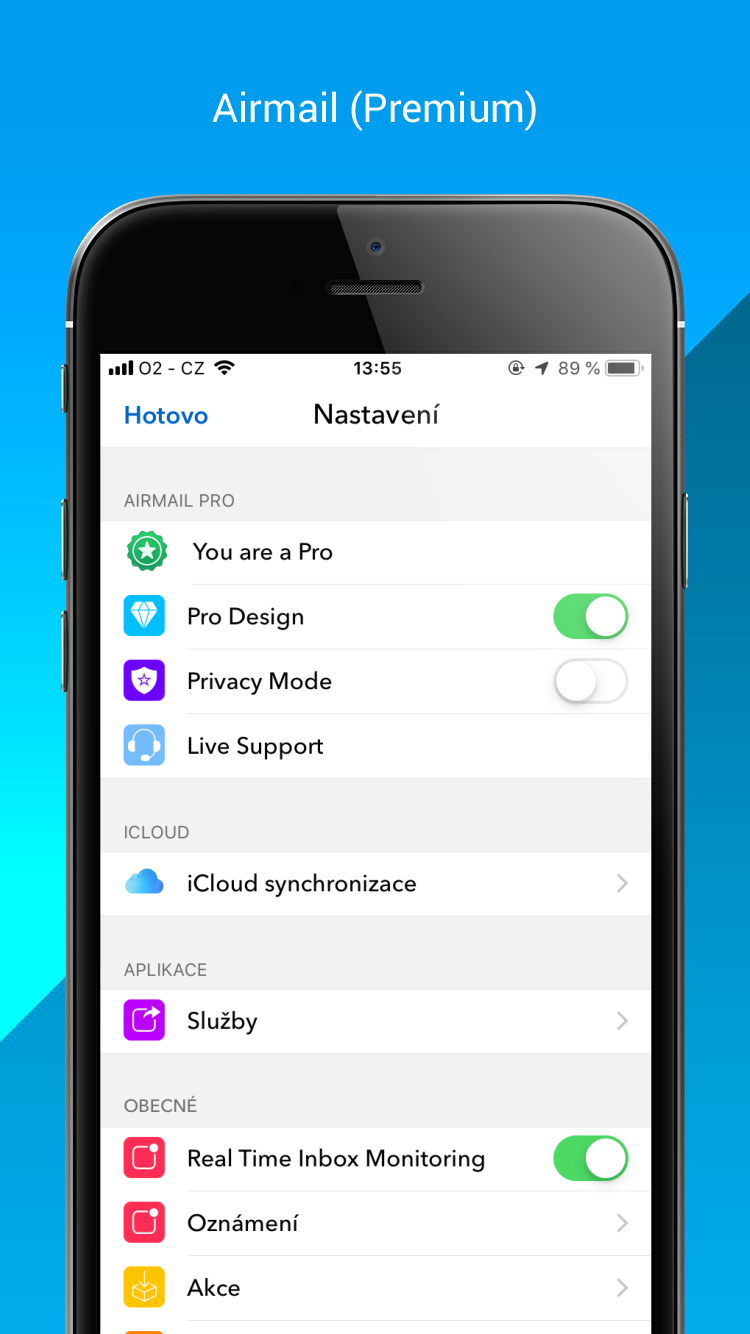 Airmail (Premium)
O2 - CZ 13:55 89 %
Hotovo Nastavení
AIRMAIL PRO
You are a Pro
Pro Design
Privacy Mode
Live Support
ICLOUD
iCloud synchronizace
APLIKACE
Služby
OBECNÉ
Real Time Inbox Monitoring
Oznámení
Akce